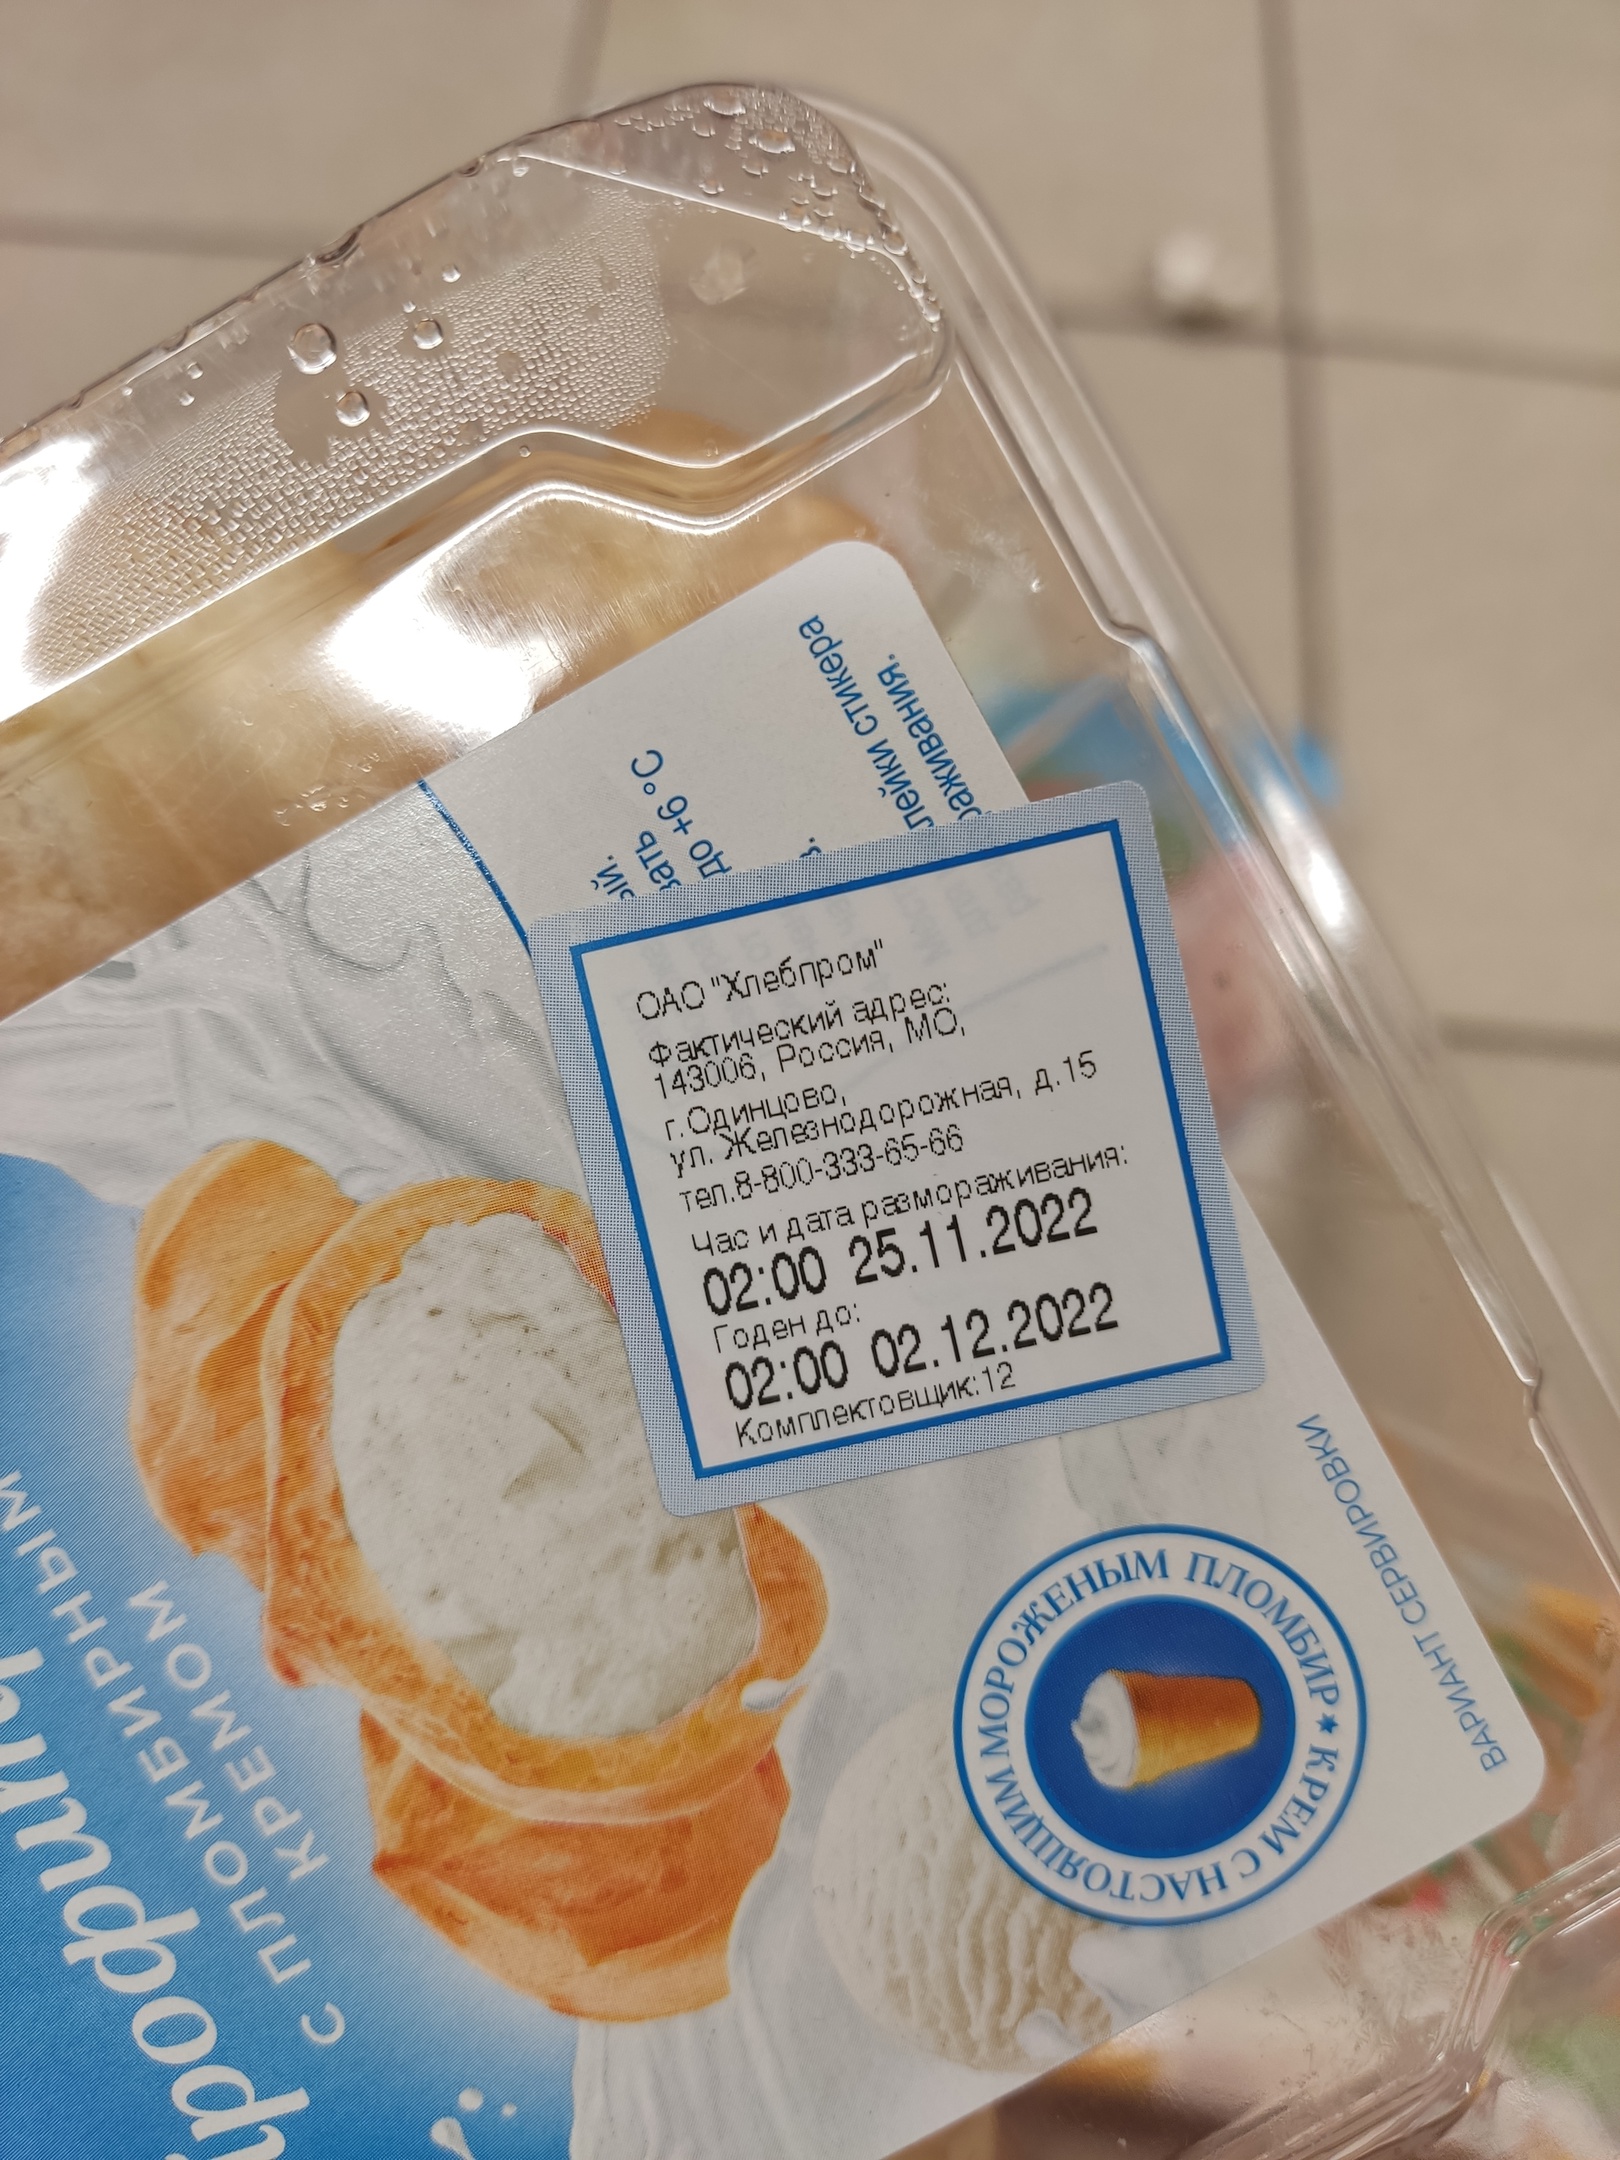 ОАО "Хлебпром"
Фактический адрес:
143006, Россия, МО,
г.Одинцово,
ул. Железнодорожная, д.15
тел.8-800-333-65-66
Час и дата размораживания:
02:00 25.11.2022
Годен до:
02:00 02.12.2022
Комплектовщик:12
до +6 °С
стикера
ВАРИАНТ СЕРВИРОВКИ
КРЕМ С НАСТОЯЩИМ МОРОЖЕНЫМ ПЛОМБИР
С ПЛОМБИРНЫМ
КРЕМОМ